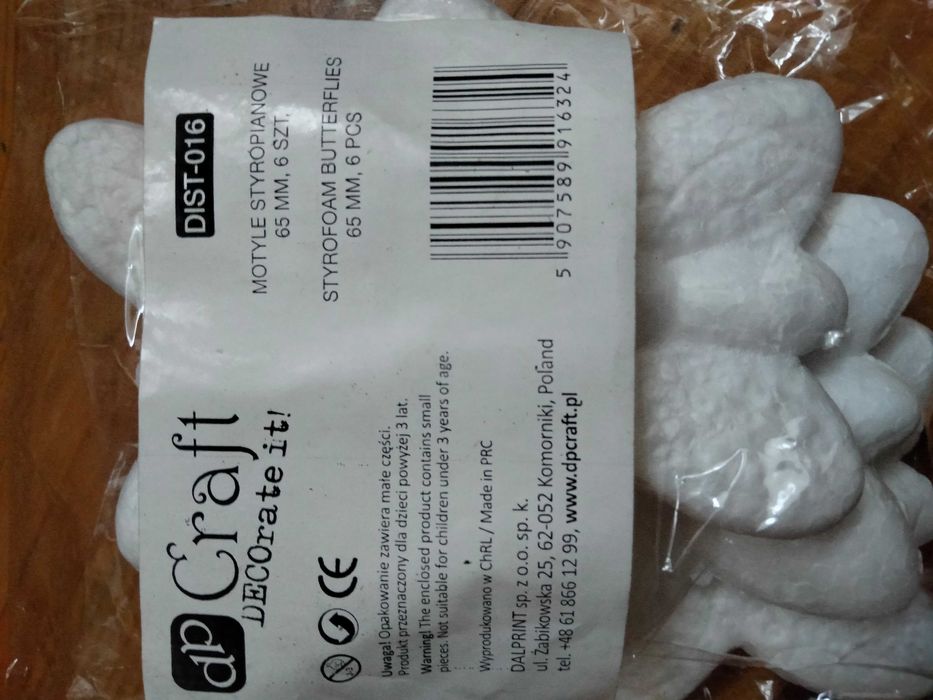 dp Craft
DECOrate it!
DIST-016
MOTYLE STYROPIANOWE
65 MM, 6 SZT.
STYROFOAM BUTTERFLIES
65 MM, 6 PCS
5 907589 916324
CE
Uwaga! Opakowanie zawiera małe części.
Produkt przeznaczony dla dzieci powyżej 3 lat.
Warning! The enclosed product contains small
pieces. Not suitable for children under 3 years of age.
Wyprodukowano w ChRL / Made in PRC
DALPRINT sp. z o.o. sp. k.
ul. Żabikowska 25, 62-052 Komorniki, Poland
tel. +48 61 866 12 99, www.dpcraft.pl